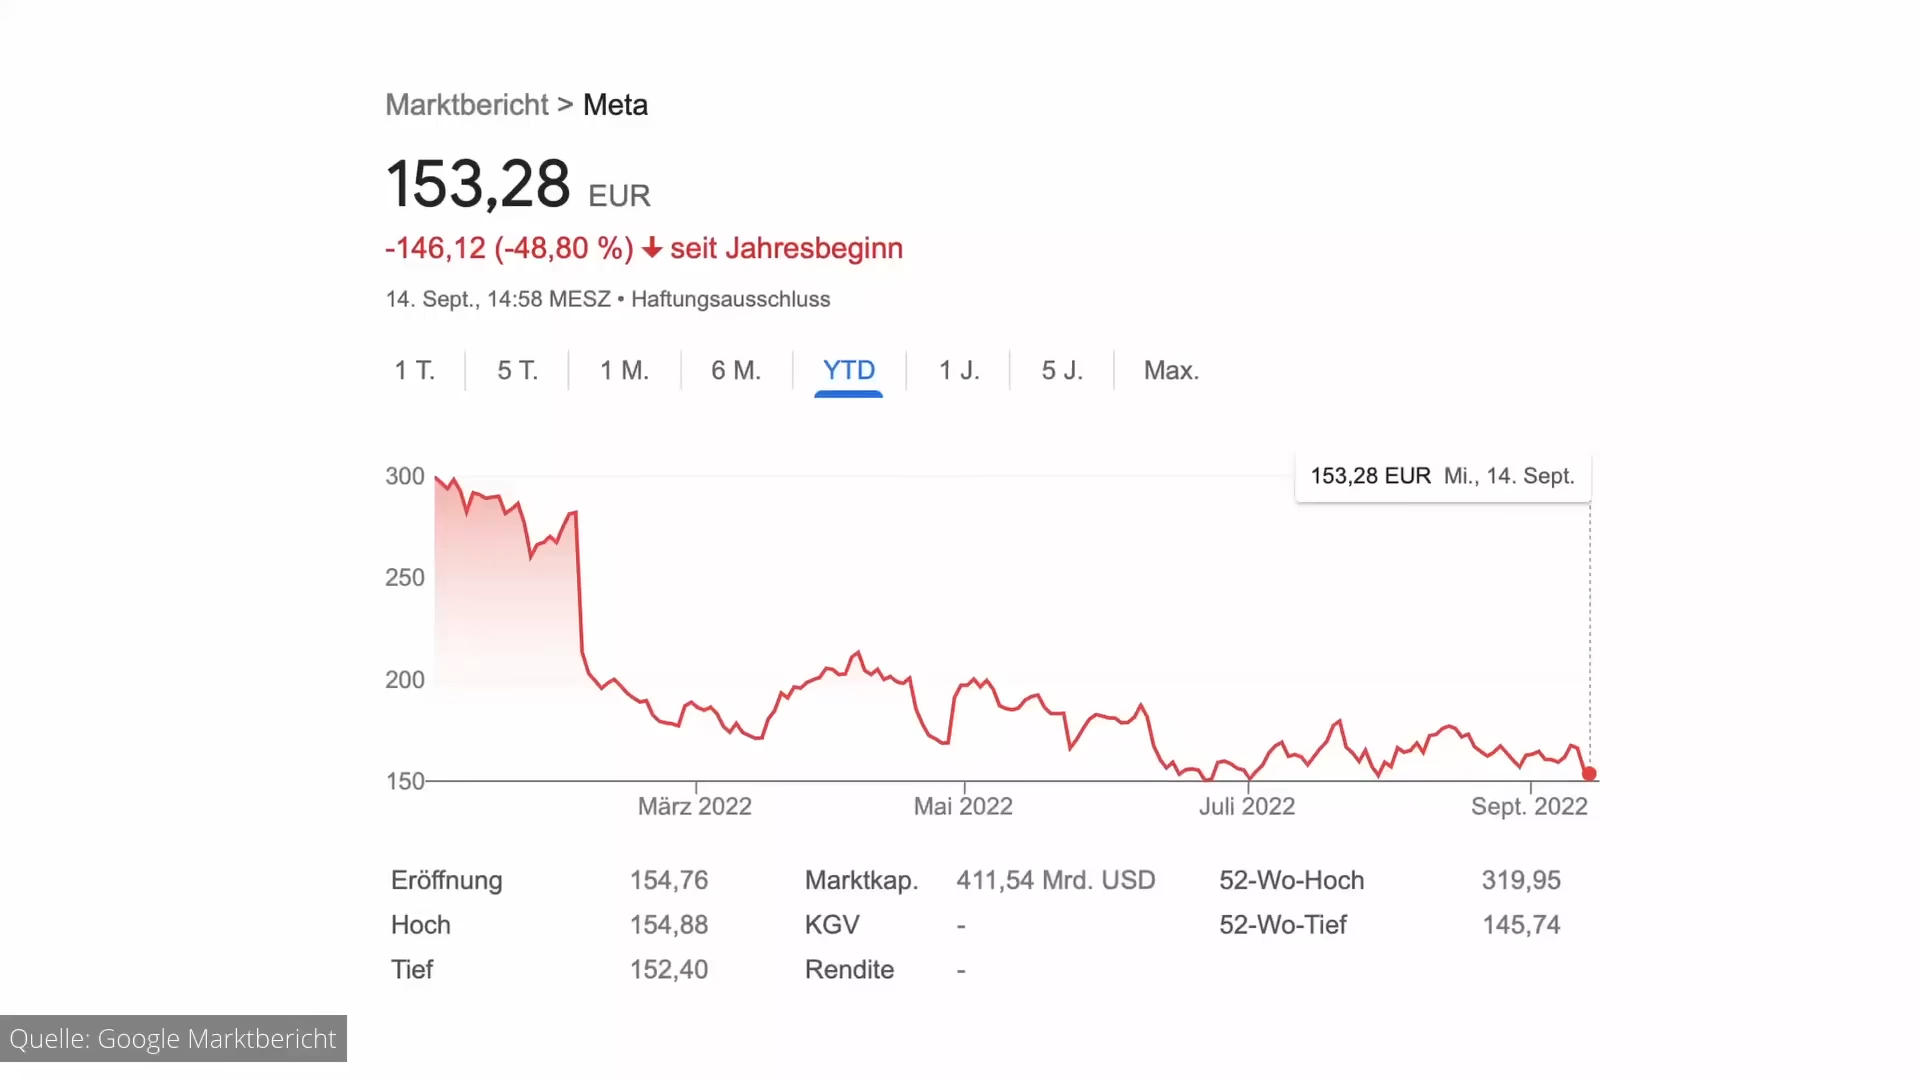 Marktbericht > Meta
153,28 EUR
-146,12 (-48,80 %) ↓ seit Jahresbeginn
14. Sept., 14:58 MESZ • Haftungsausschluss
1 T. 5 T. 1 M. 6 M. YTD 1 J. 5 J. Max.
300
153,28 EUR Mi., 14. Sept.
250
200
150
März 2022 Mai 2022 Juli 2022 Sept. 2022
Eröffnung 154,76 Marktkap. 411,54 Mrd. USD 52-Wo-Hoch 319,95
Hoch 154,88 KGV - 52-Wo-Tief 145,74
Tief 152,40 Rendite -
Quelle: Google Marktbericht